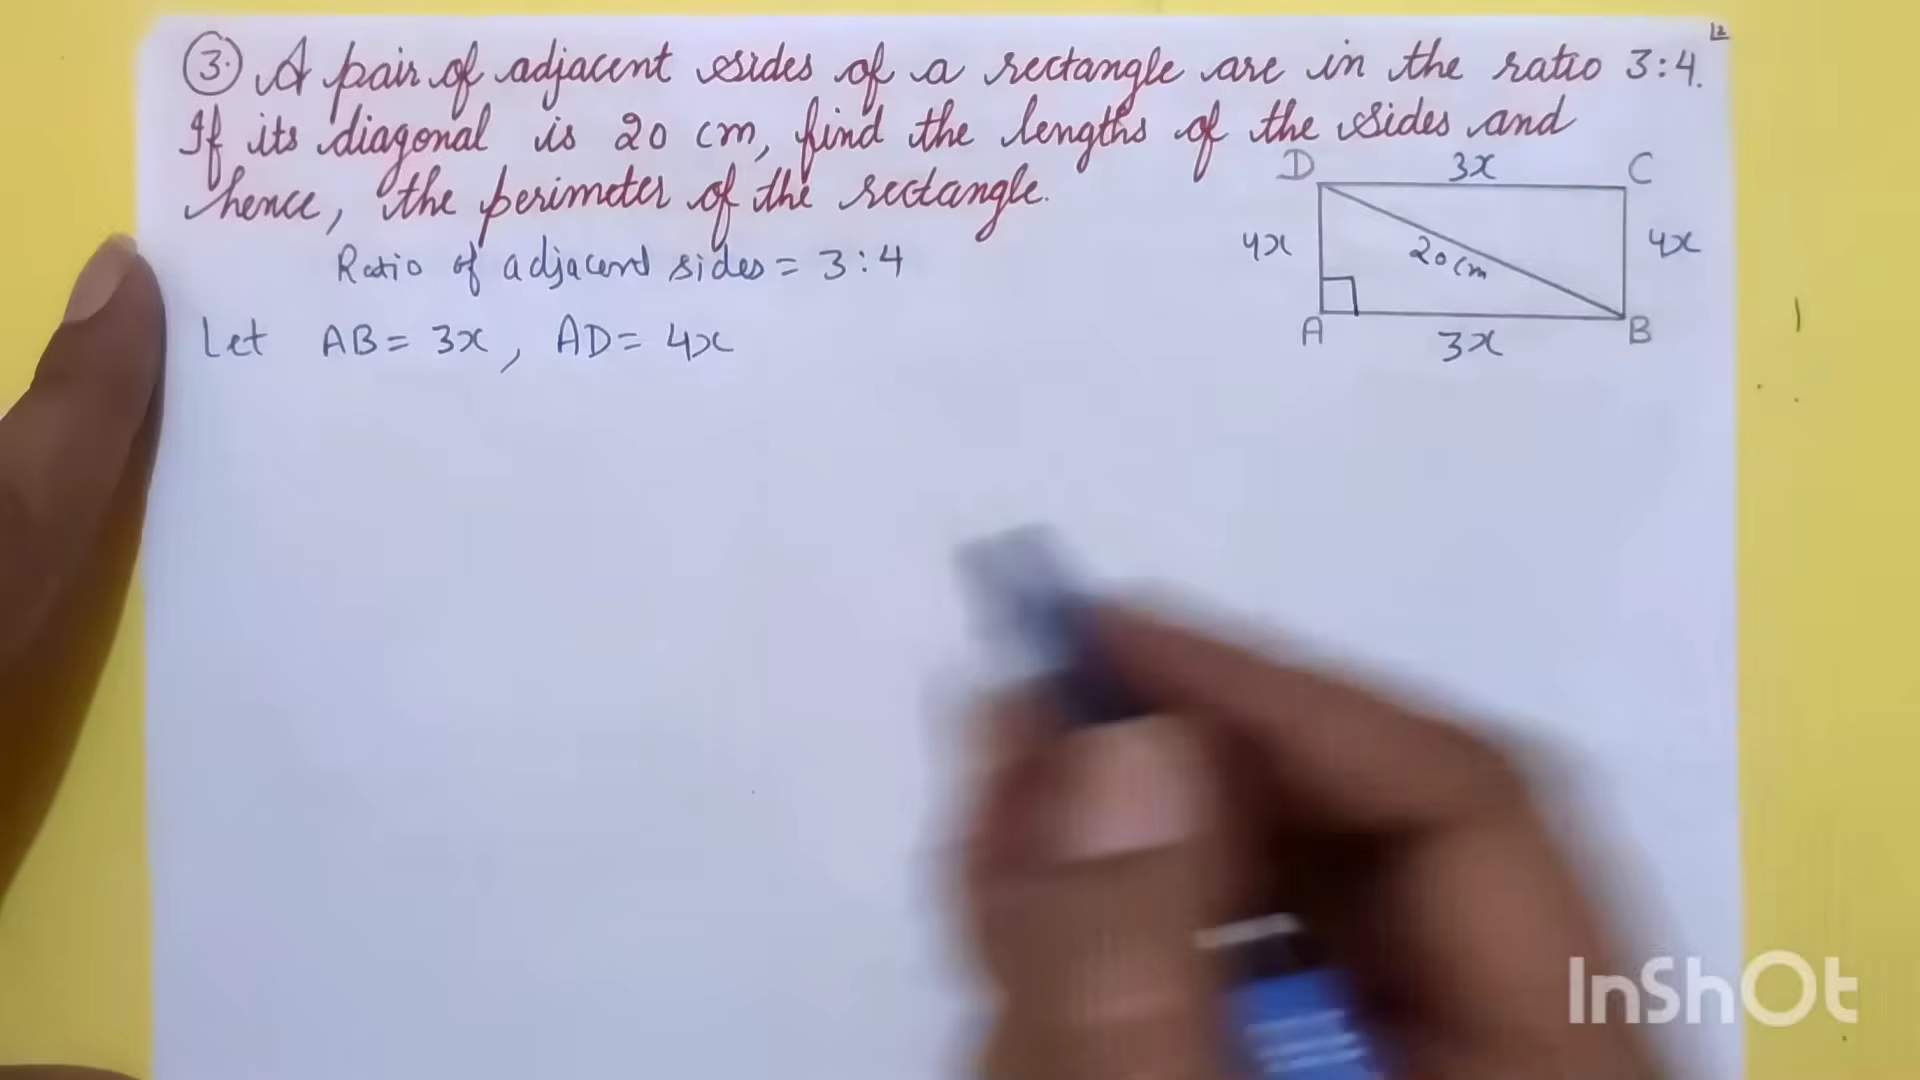 3. A pair of adjacent sides of a rectangle are in the ratio 3:4.
If its diagonal is 20 cm, find the lengths of the sides and
hence, the perimeter of the rectangle.
D 3x C
4x 20 cm 4x
A 3x B
Ratio of adjacent sides = 3:4
Let AB = 3x, AD = 4x
InShOt